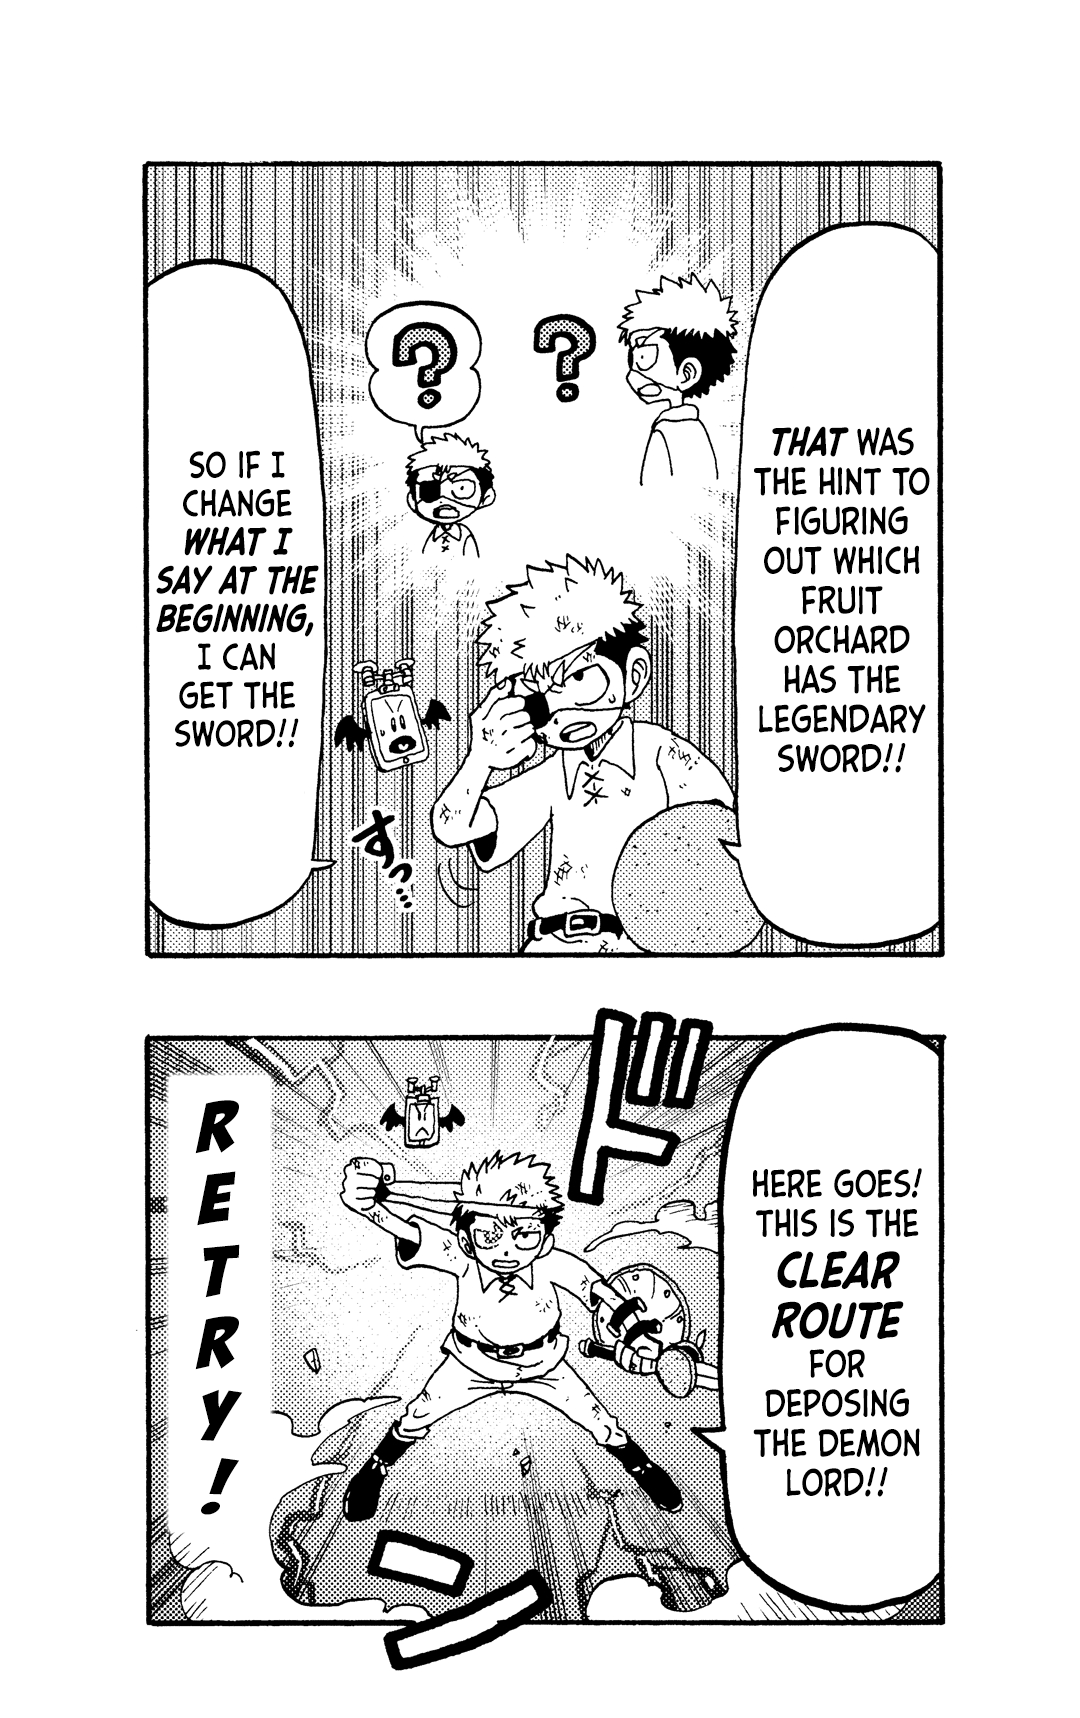 THAT WAS
THE HINT TO
FIGURING
OUT WHICH
FRUIT
ORCHARD
HAS THE
LEGENDARY
SWORD!!
?
?
SO IF I
CHANGE
WHAT I
SAY AT THE
BEGINNING,
I CAN
GET THE
SWORD!!
すっ…
HERE GOES!
THIS IS THE
CLEAR
ROUTE
FOR
DEPOSING
THE DEMON
LORD!!
ドン
RETRY!